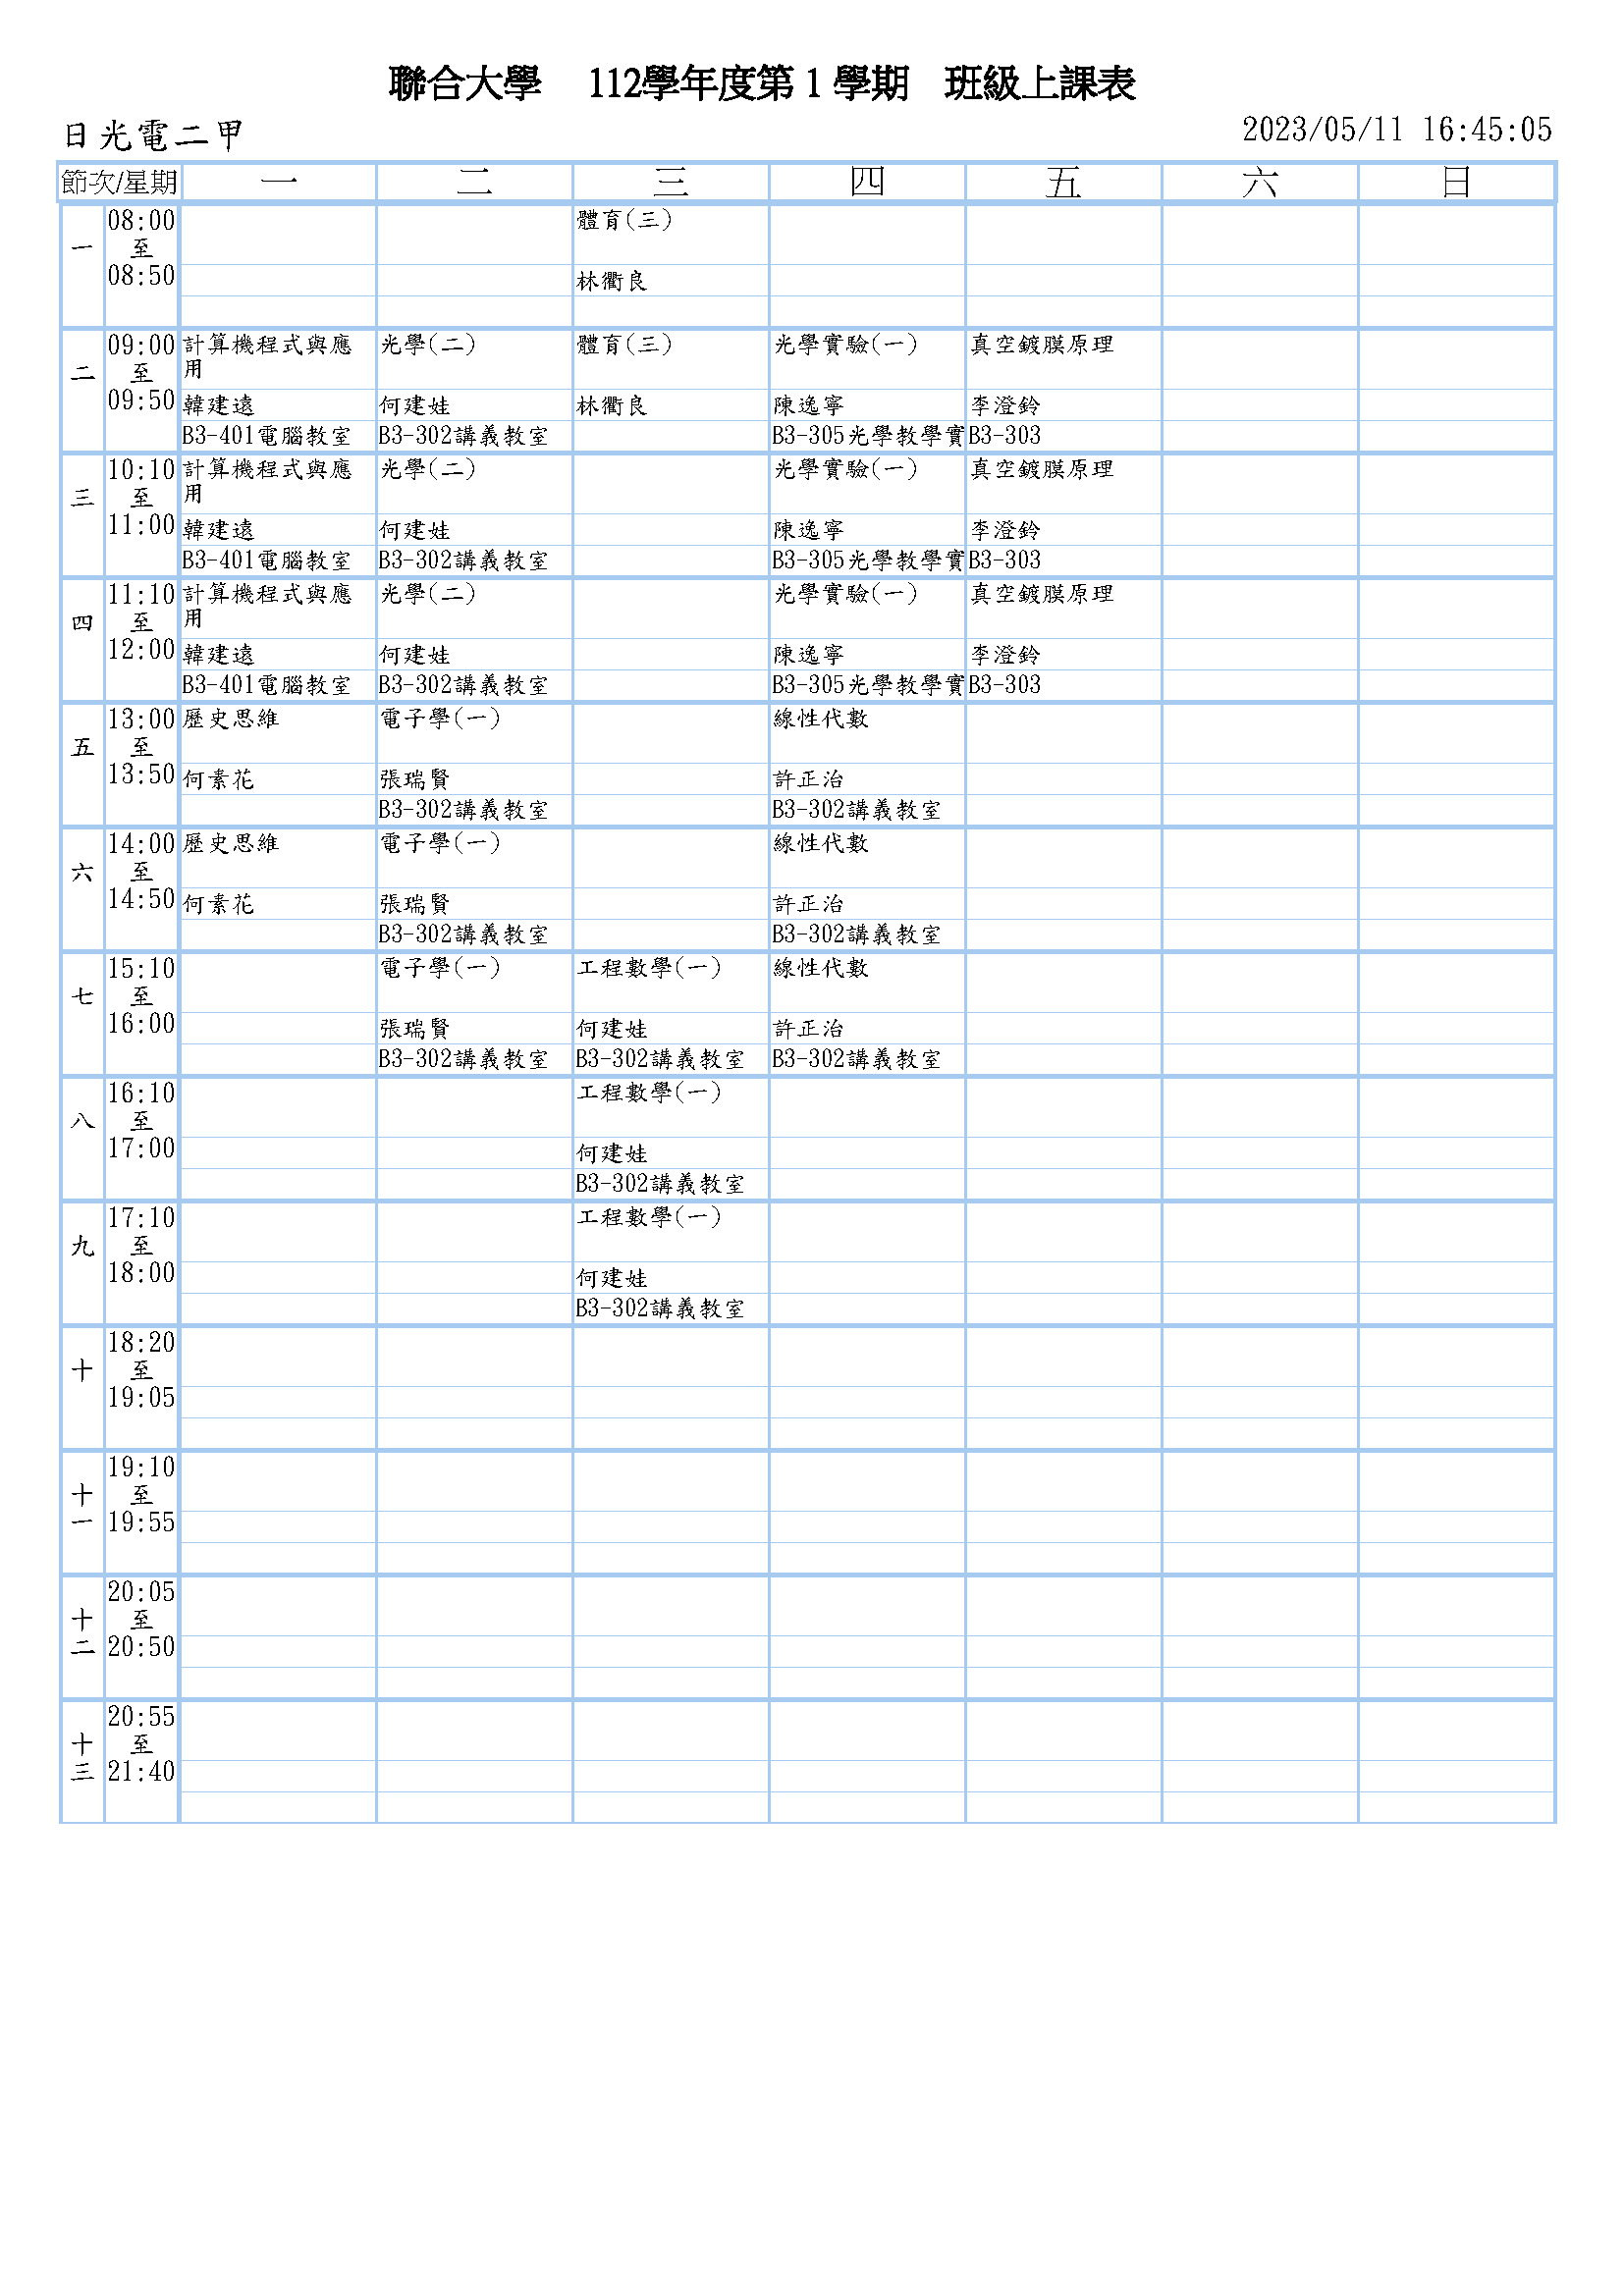 聯合大學 112學年度第 1 學期 班級上課表
日光電二甲 2023/05/11 16:45:05
節次/星期 一 二 三 四 五 六 日
一 08:00 至 08:50
體育(三)
林衢良
二 09:00 至 09:50
計算機程式與應用 光學(二) 體育(三) 光學實驗(一) 真空鍍膜原理
韓建遠 何建娃 林衢良 陳逸寧 李澄鈴
B3-401電腦教室 B3-302講義教室 B3-305光學教學實 B3-303
三 10:10 至 11:00
計算機程式與應用 光學(二) 光學實驗(一) 真空鍍膜原理
韓建遠 何建娃 陳逸寧 李澄鈴
B3-401電腦教室 B3-302講義教室 B3-305光學教學實 B3-303
四 11:10 至 12:00
計算機程式與應用 光學(二) 光學實驗(一) 真空鍍膜原理
韓建遠 何建娃 陳逸寧 李澄鈴
B3-401電腦教室 B3-302講義教室 B3-305光學教學實 B3-303
五 13:00 至 13:50
歷史思維 電子學(一) 線性代數
何素花 張瑞賢 許正治
B3-302講義教室 B3-302講義教室
六 14:00 至 14:50
歷史思維 電子學(一) 線性代數
何素花 張瑞賢 許正治
B3-302講義教室 B3-302講義教室
七 15:10 至 16:00
電子學(一) 工程數學(一) 線性代數
張瑞賢 何建娃 許正治
B3-302講義教室 B3-302講義教室 B3-302講義教室
八 16:10 至 17:00
工程數學(一)
何建娃
B3-302講義教室
九 17:10 至 18:00
工程數學(一)
何建娃
B3-302講義教室
十 18:20 至 19:05
十一 19:10 至 19:55
十二 20:05 至 20:50
十三 20:55 至 21:40